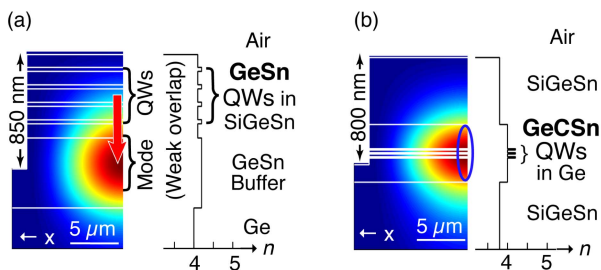 (a)
850 nm
QWs
Mode
(Weak overlap)
← x
5 µm
Air
GeSn
QWs in
SiGeSn
GeSn
Buffer
Ge
4
5
n
(b)
800 nm
5 µm
← x
Air
SiGeSn
GeCSn
QWs
in Ge
SiGeSn
4
5
n